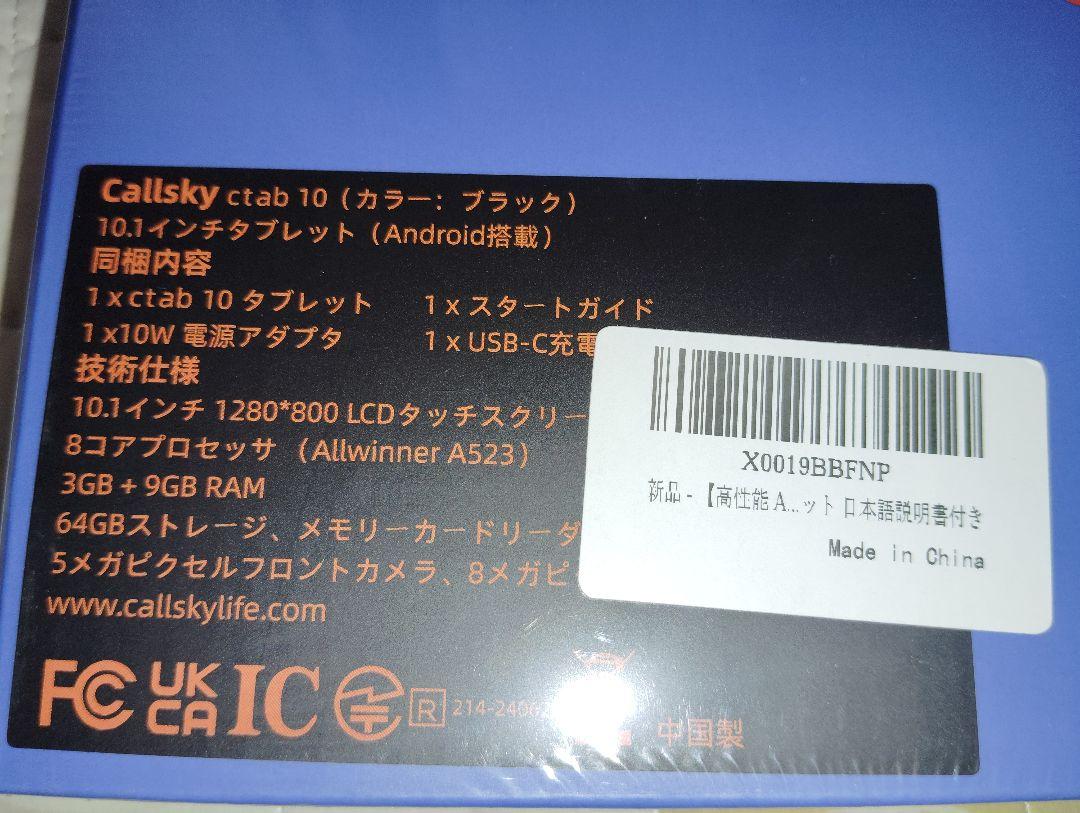 Callsky ctab 10（カラー：ブラック）
10.1インチタブレット（Android搭載）
同梱内容
1 x ctab 10 タブレット 1 x スタートガイド
1 x10W 電源アダプタ 1 x USB-C充電
技術仕様
10.1インチ 1280*800 LCDタッチスクリー
8コアプロセッサ（Allwinner A523）
3GB + 9GB RAM
64GBストレージ、メモリーカードリーダ
5メガピクセルフロントカメラ、8メガピ
www.callskylife.com
X0019BBFNP
新品 -【高性能 A...ット 日本語説明書付き
Made in China
FC UK CA IC R 214-2406
中国製